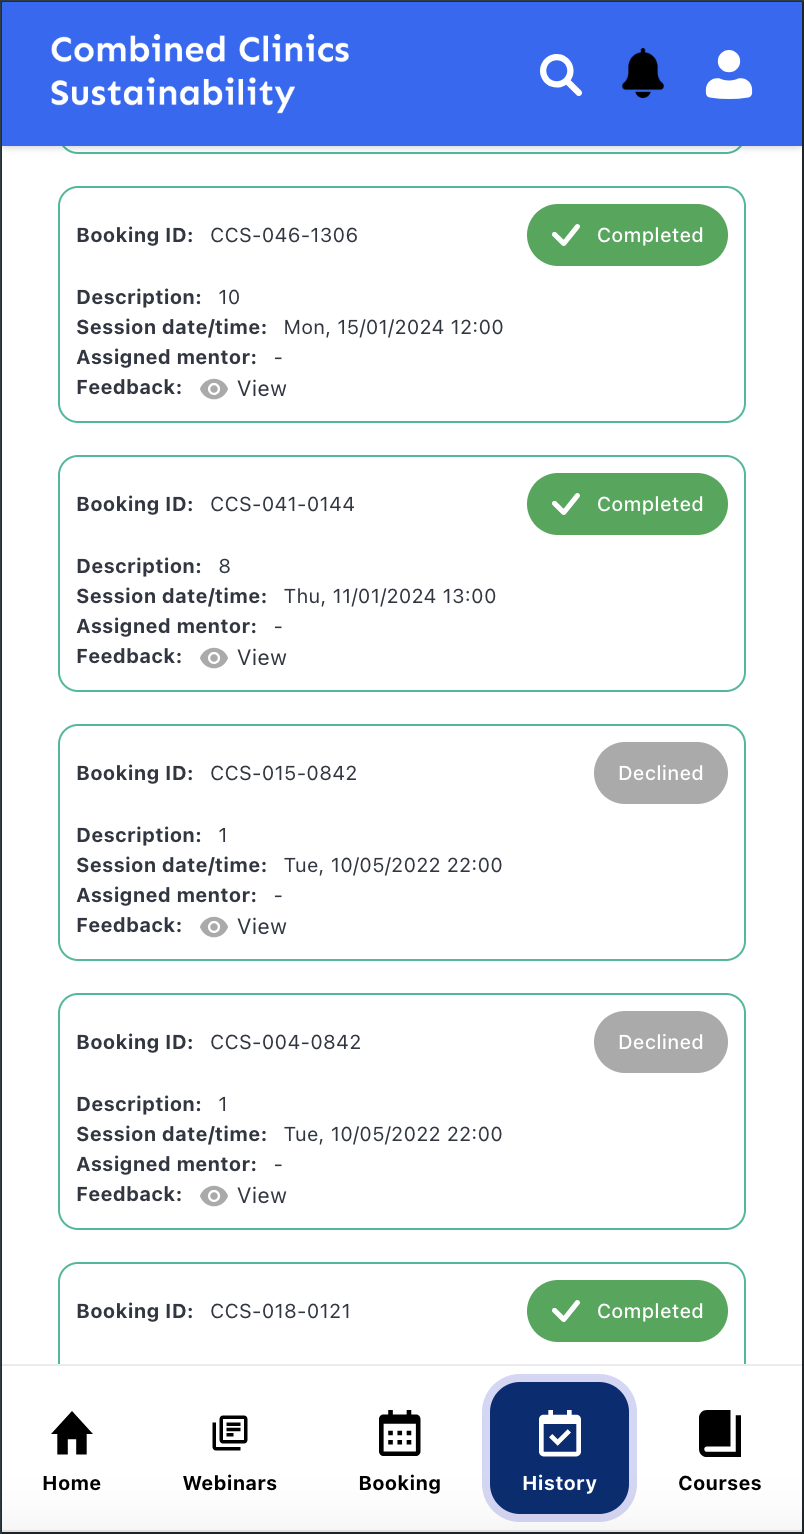 Combined Clinics
Sustainability
Booking ID: CCS-046-1306 Completed
Description: 10
Session date/time: Mon, 15/01/2024 12:00
Assigned mentor: -
Feedback: View
Booking ID: CCS-041-0144 Completed
Description: 8
Session date/time: Thu, 11/01/2024 13:00
Assigned mentor: -
Feedback: View
Booking ID: CCS-015-0842 Declined
Description: 1
Session date/time: Tue, 10/05/2022 22:00
Assigned mentor: -
Feedback: View
Booking ID: CCS-004-0842 Declined
Description: 1
Session date/time: Tue, 10/05/2022 22:00
Assigned mentor: -
Feedback: View
Booking ID: CCS-018-0121 Completed
Home Webinars Booking History Courses